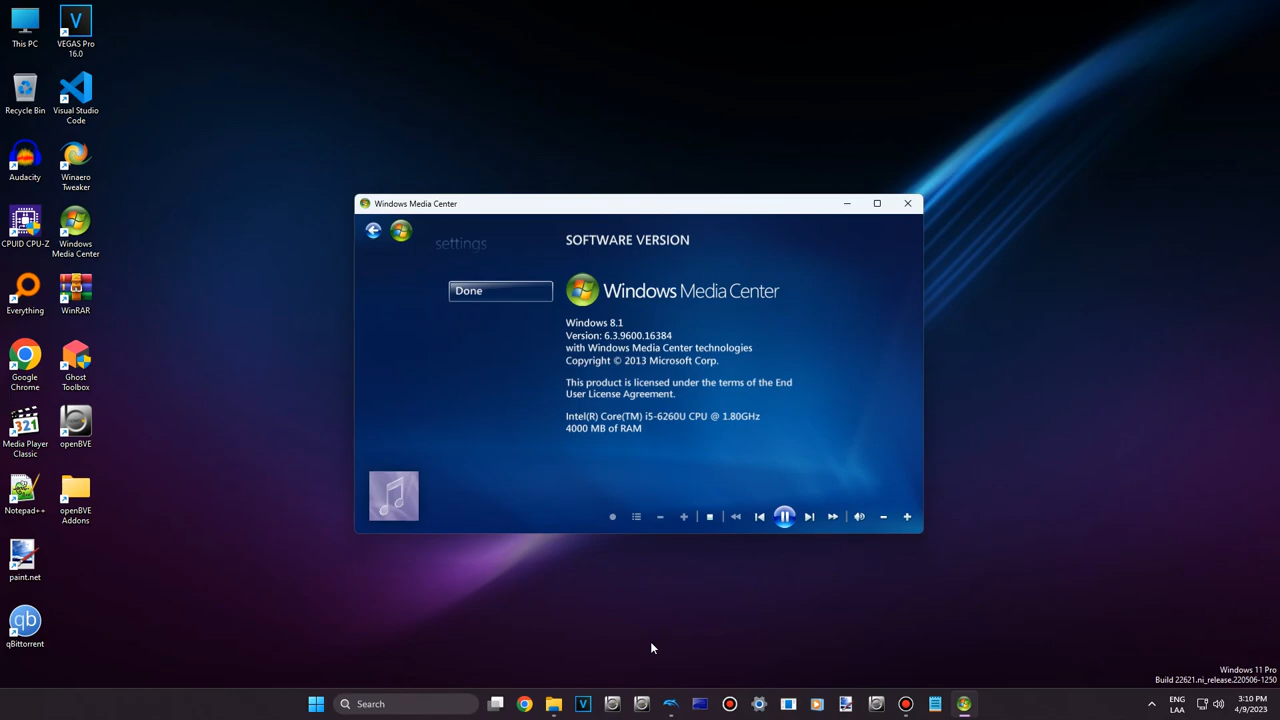 This PC
VEGAS Pro
16.0
Recycle Bin
Visual Studio
Code
Audacity
Winaero
Tweaker
CPUID CPU-Z
Windows
Media Center
Everything
WinRAR
Google
Chrome
Ghost
Toolbox
Media Player
Classic
openBVE
Notepad++
openBVE
Addons
paint.net
qBittorrent
Windows Media Center
settings
SOFTWARE VERSION
Done
Windows Media Center
Windows 8.1
Version: 6.3.9600.16384
with Windows Media Center technologies
Copyright © 2013 Microsoft Corp.
This product is licensed under the terms of the End
User License Agreement.
Intel(R) Core(TM) i5-6260U CPU @ 1.80GHz
4000 MB of RAM
Windows 11 Pro
Build 22621.ni_release.220506-1250
Search
ENG
LAA
3:10 PM
4/9/2023